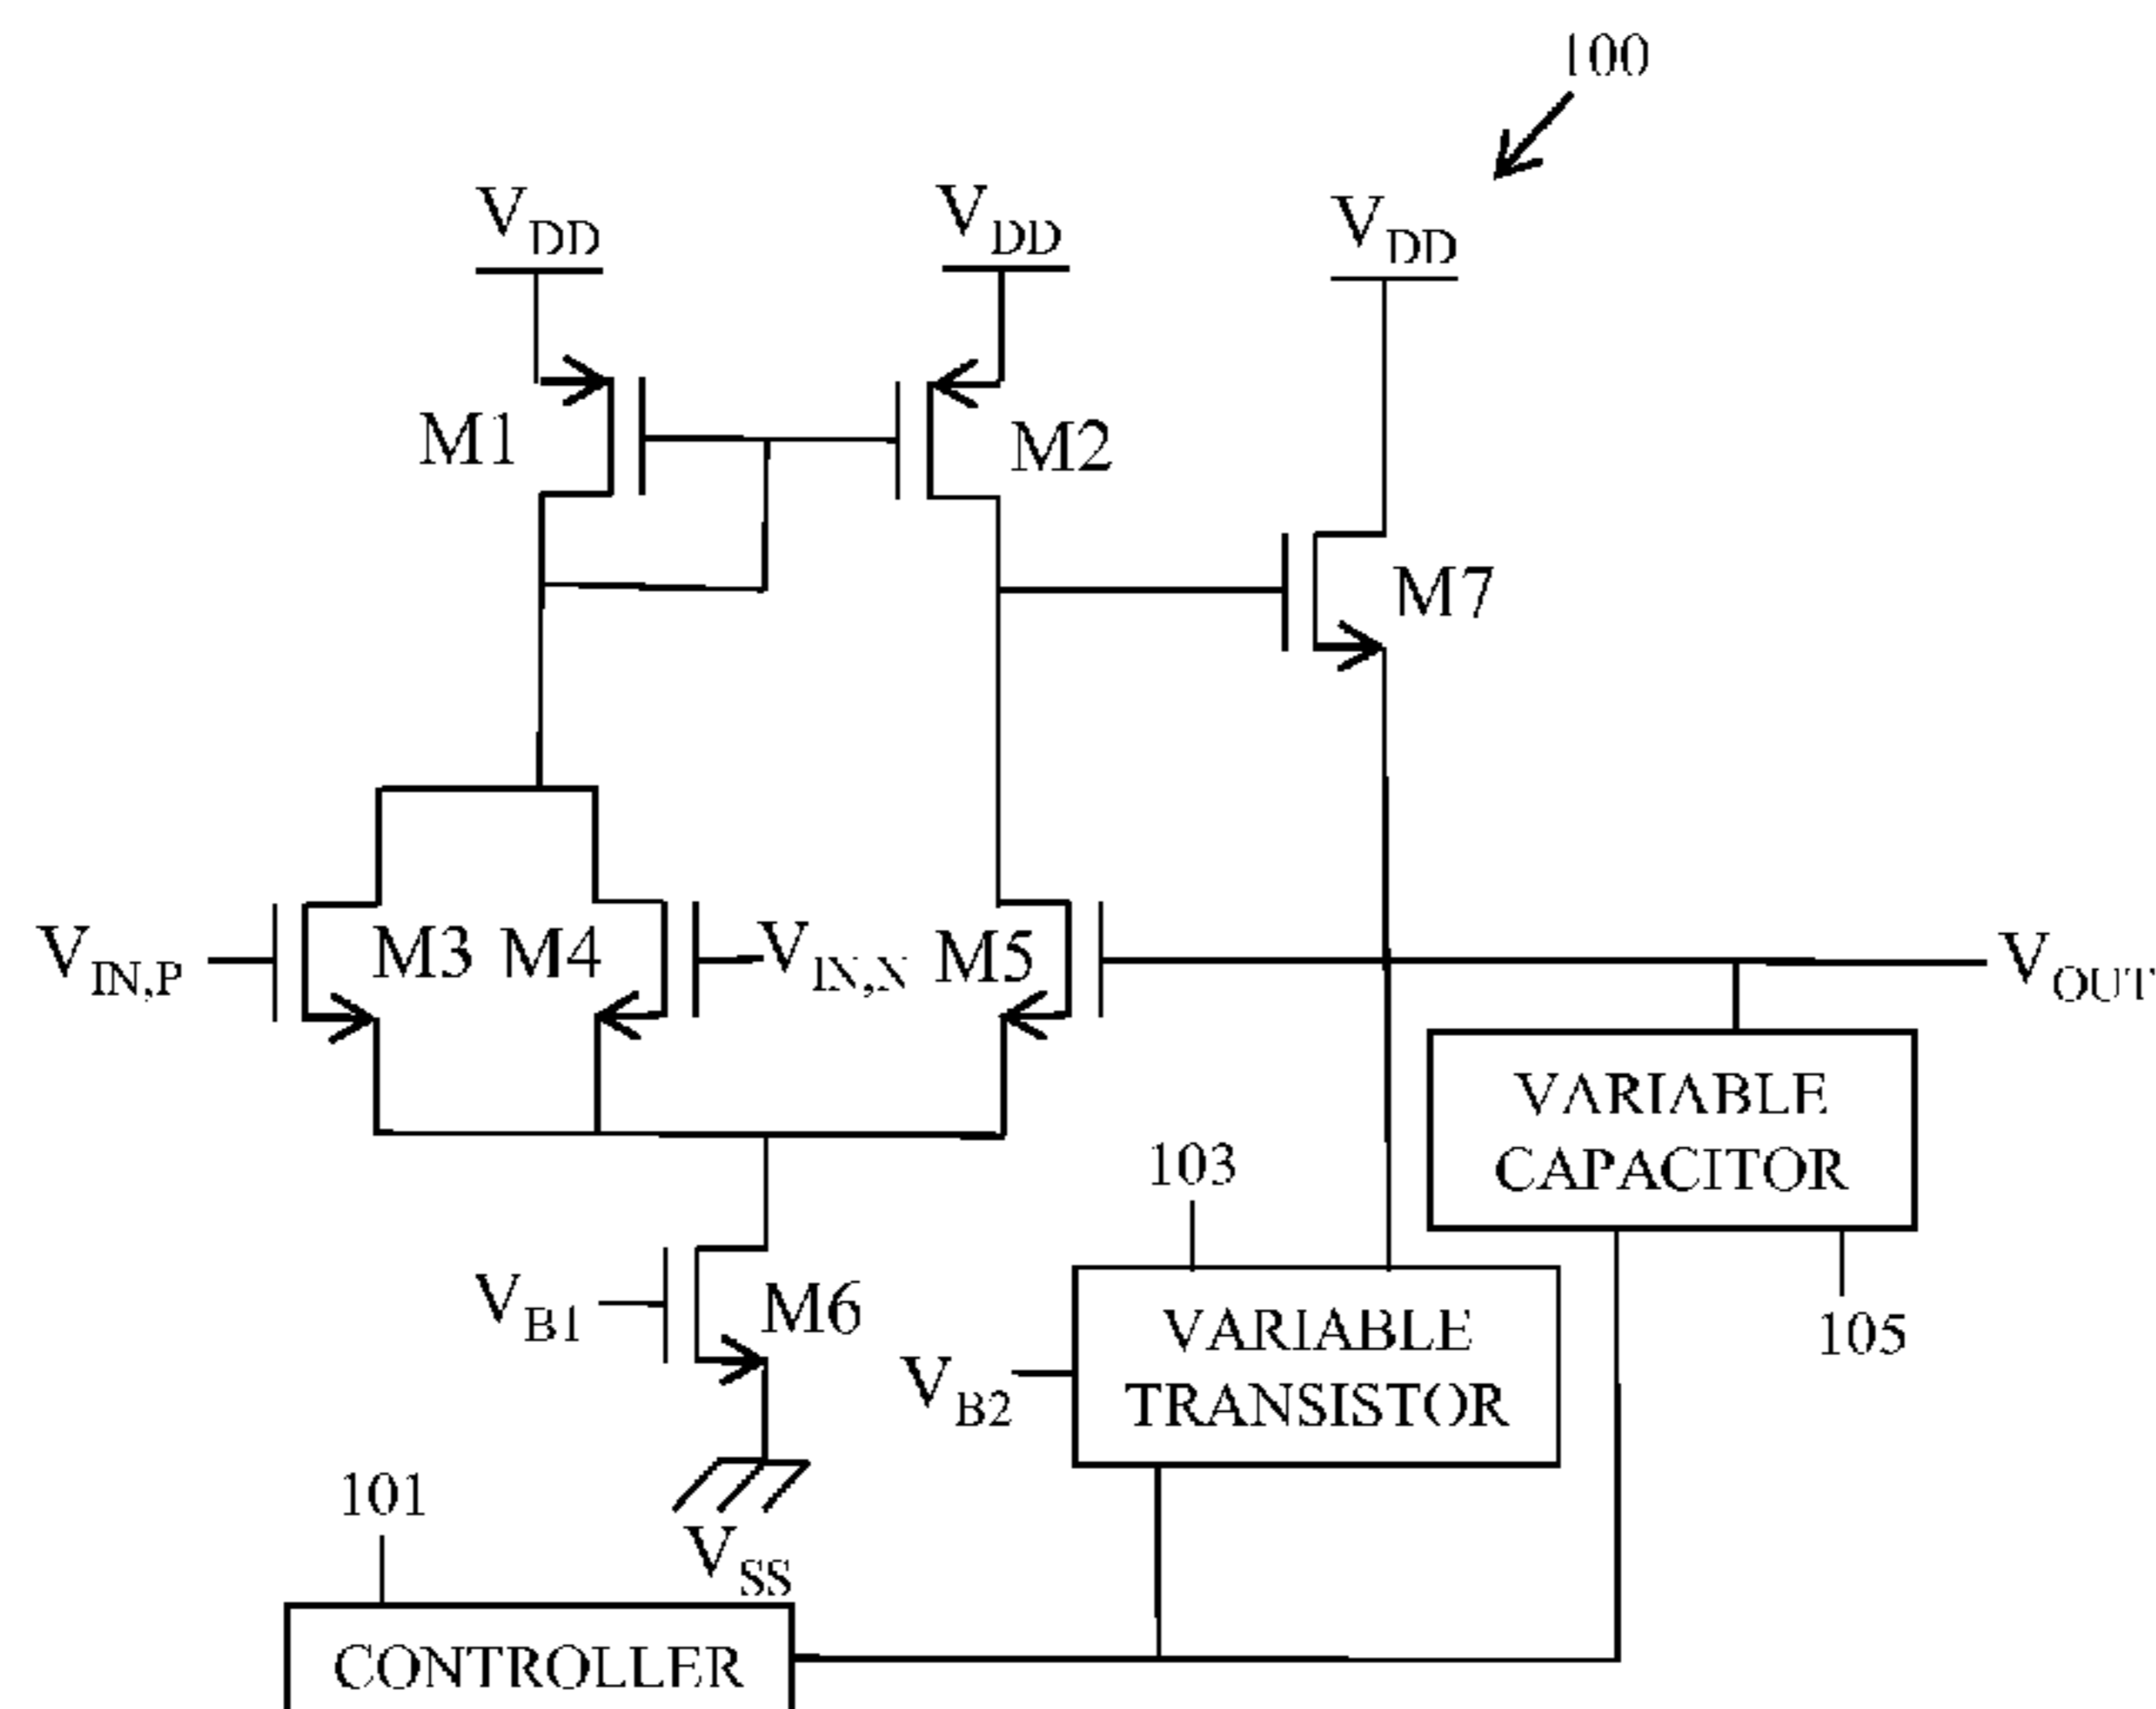 100
VDD
VDD
VDD
M1
M2
M7
VIN,P
M3
M4
VIN,N
M5
VOUT
VARIABLE
CAPACITOR
105
103
VB1
M6
VB2
VARIABLE
TRANSISTOR
VSS
101
CONTROLLER